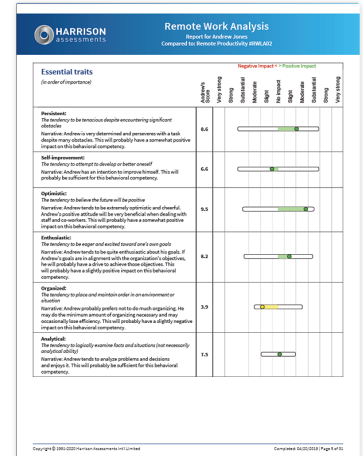 HARRISON
assessments
Remote Work Analysis
Report for Andrew Jones
Compared to: Remote Productivity #RWLA02
Essential traits
(in order of importance)
Negative Impact < > Positive Impact
Andrew's Score
Very strong
Strong
Substantial
Moderate
Slight
No impact
Slight
Moderate
Substantial
Strong
Very strong
Persistent:
The tendency to be tenacious despite encountering significant
obstacles
Narrative: Andrew is very determined and perseveres with a task
despite many obstacles. This will probably have a somewhat positive
impact on this behavioral competency.
8.6
Self-improvement:
The tendency to attempt to develop or better oneself
Narrative: Andrew has an intention to improve himself. This will
probably be sufficient for this behavioral competency.
6.6
Optimistic:
The tendency to believe the future will be positive
Narrative: Andrew tends to be extremely optimistic and cheerful.
Andrew's positive attitude will be very beneficial when dealing with
staff and co-workers. This will probably have a somewhat positive
impact on this behavioral competency.
9.5
Enthusiastic:
The tendency to be eager and excited toward one's own goals
Narrative: Andrew tends to be quite enthusiastic about his goals. If
Andrew's goals are in alignment with the organization's objectives,
he will probably have a drive to achieve those objectives. This
will probably have a slightly positive impact on this behavioral
competency.
8.2
Organized:
The tendency to place and maintain order in an environment or
situation
Narrative: Andrew probably prefers not to do much organizing. He
may do the minimum amount of organizing necessary and may
occasionally lose efficiency. This will probably have a slightly negative
impact on this behavioral competency.
3.9
Analytical:
The tendency to logically examine facts and situations (not necessarily
analytical ability)
Narrative: Andrew tends to analyze problems and decisions
and enjoys it. This will probably be sufficient for this behavioral
competency.
7.5
Copyright © 1991-2020 Harrison Assessments Int'l Limited
Completed: 06/20/2019 | Page 5 of 31